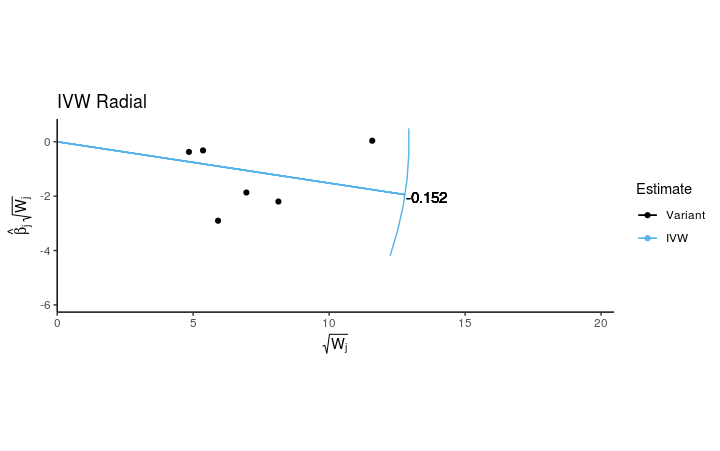 IVW Radial
0
-2
-4
-6
β̂j√Wj
-0.152
0 5 10 15 20
√Wj
Estimate
Variant
IVW